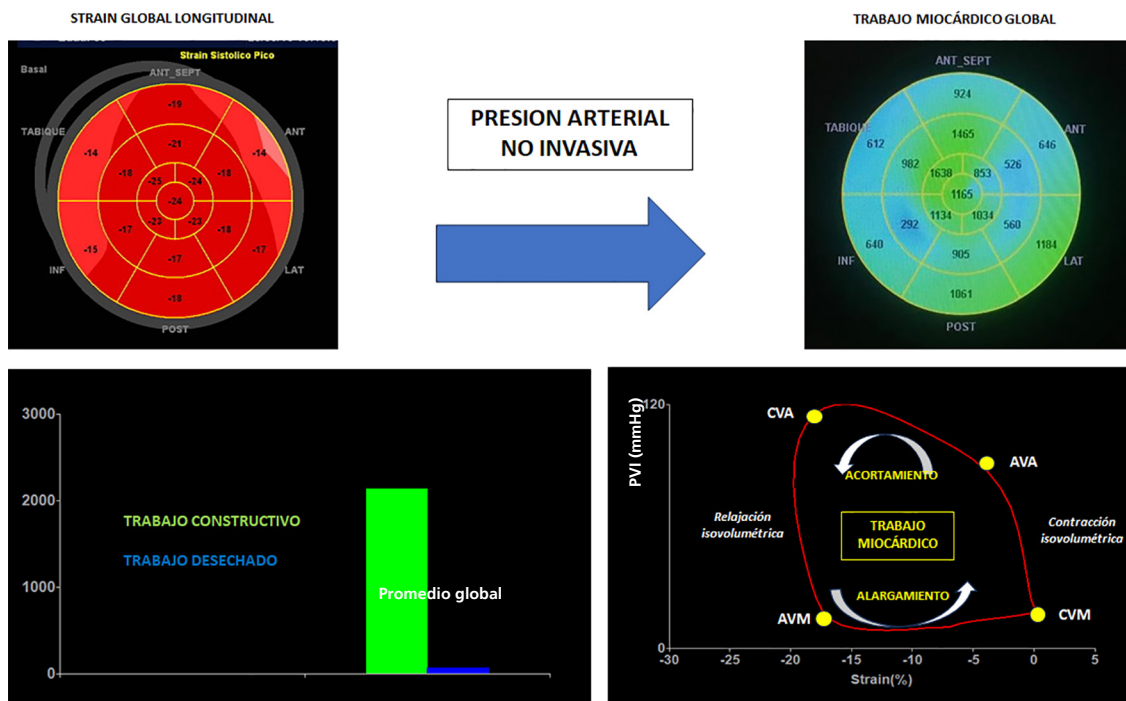 STRAIN GLOBAL LONGITUDINAL
Strain Sistolico Pico
Basal
ANT_SEPT
TABIQUE
ANT
INF
LAT
POST
-19
-14
-14
-21
-18
-18
-25
-24
-24
-23
-23
-17
-18
-15
-17
-17
-18
PRESION ARTERIAL
NO INVASIVA
TRABAJO MIOCÁRDICO GLOBAL
ANT_SEPT
TABIQUE
ANT
INF
LAT
POST
924
612
646
1465
982
526
1638
853
1165
1134
1034
292
560
640
1184
905
1061
3000
2000
1000
0
TRABAJO CONSTRUCTIVO
TRABAJO DESECHADO
Promedio global
PVI (mmHg)
120
0
CVA
AVA
ACORTAMIENTO
Relajación
isovolumétrica
TRABAJO
MIOCÁRDICO
Contracción
isovolumétrica
ALARGAMIENTO
AVM
CVM
-30
-20
-15
-10
-5
0
5
Strain(%)